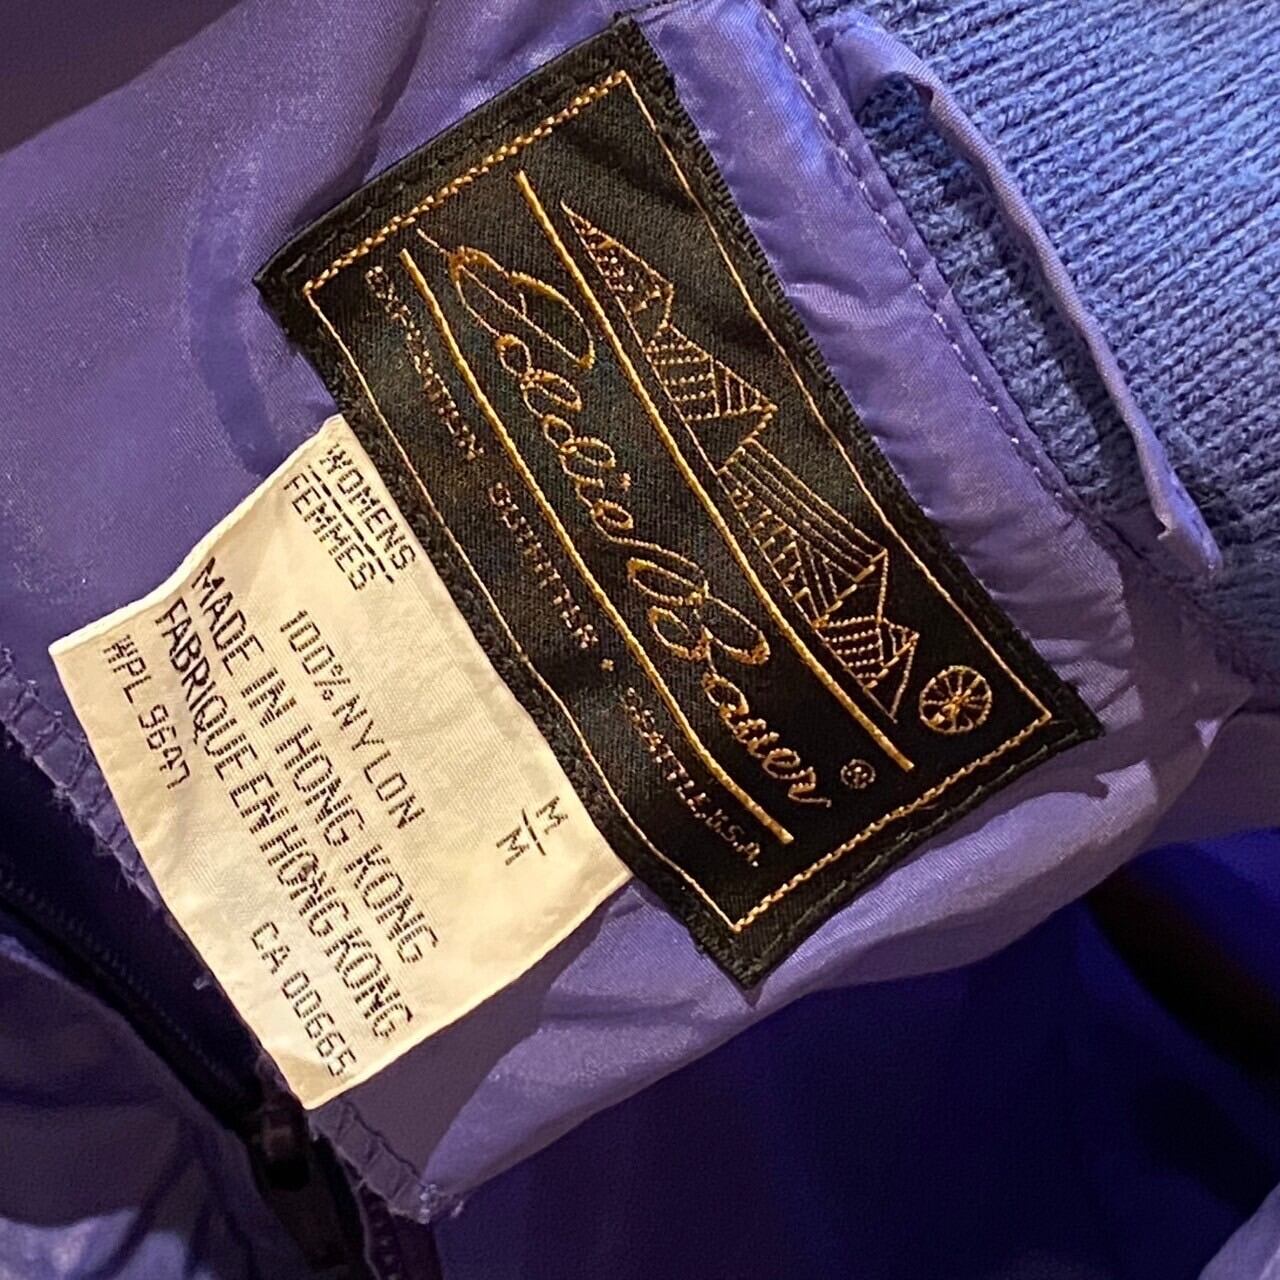 Eddie Bauer ®
EXPEDITION OUTFITTER • SEATTLE, U.S.A.
WOMENS
FEMMES
M
M
100% NYLON
MADE IN HONG KONG
FABRIQUE EN HONG KONG
WPL 9647 CA 00665